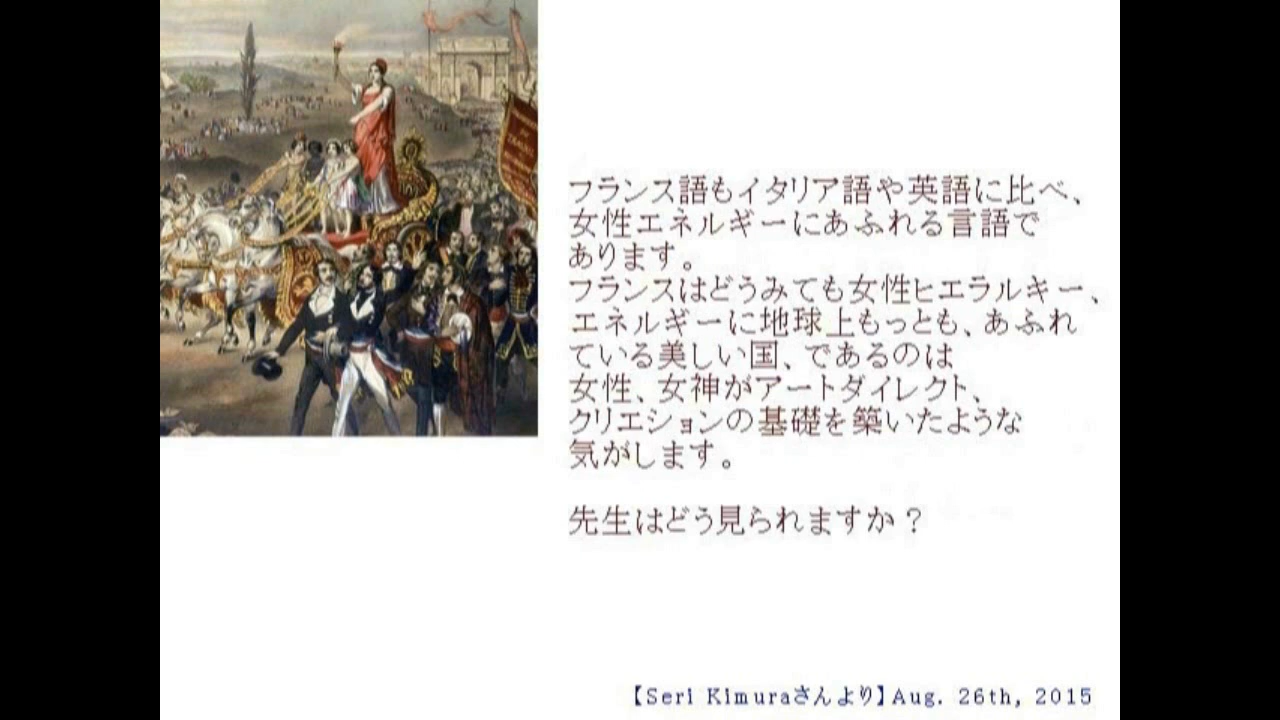 フランス語もイタリア語や英語に比べ、
女性エネルギーにあふれる言語で
あります。
フランスはどうみても女性ヒエラルキー、
エネルギーに地球上もっとも、あふれ
ている美しい国、であるのは
女性、女神がアートダイレクト、
クリエションの基礎を築いたような
気がします。
先生はどう見られますか？
【Seri Kimuraさんより】Aug. 26th, 2015